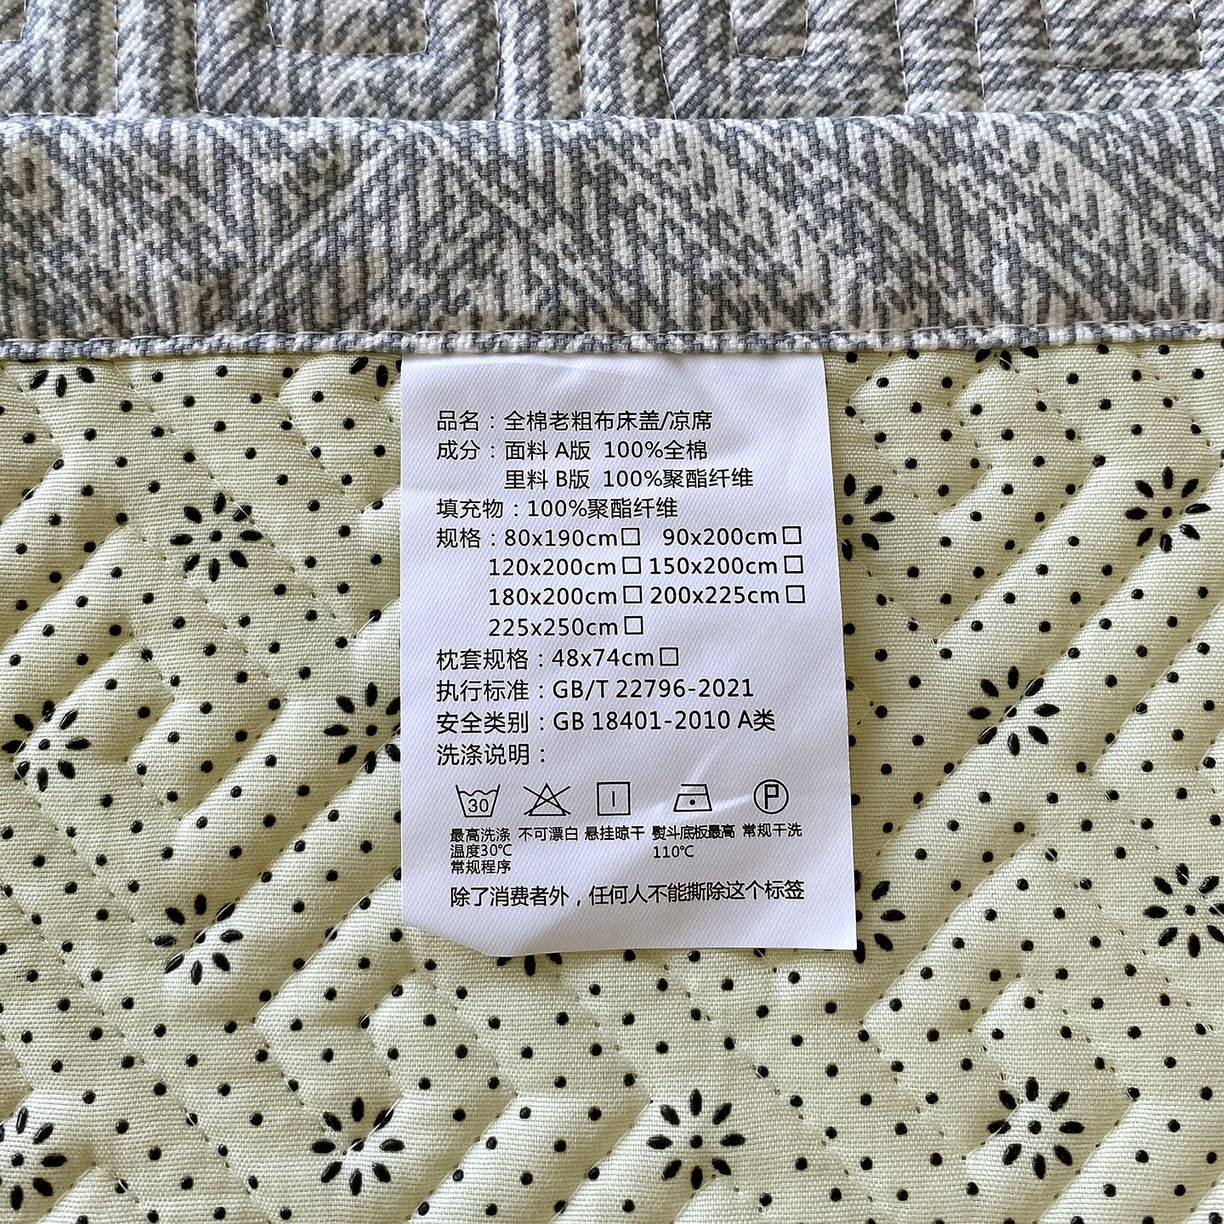 品名：全棉老粗布床盖/凉席
成分：面料 A版 100%全棉
里料 B版 100%聚酯纤维
填充物：100%聚酯纤维
规格：80x190cm□ 90x200cm□
120x200cm□ 150x200cm□
180x200cm□ 200x225cm□
225x250cm□
枕套规格：48x74cm□
执行标准：GB/T 22796-2021
安全类别：GB 18401-2010 A类
洗涤说明：
30 P
最高洗涤 不可漂白 悬挂晾干 熨斗底板最高 常规干洗
温度30℃ 110℃
常规程序
除了消费者外，任何人不能撕除这个标签